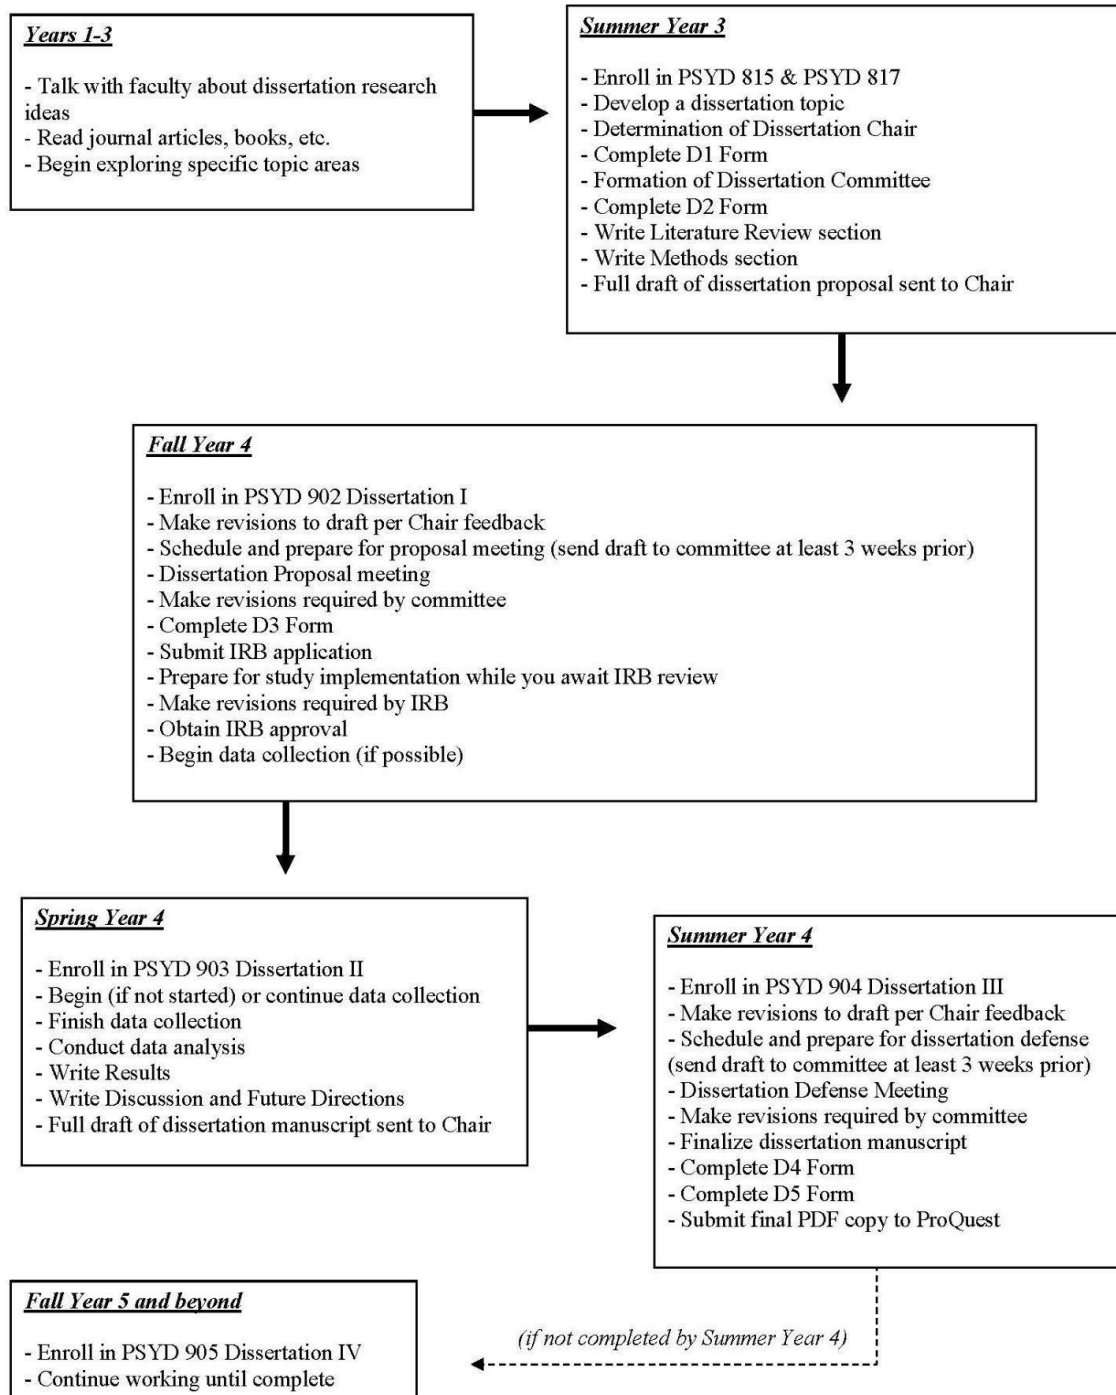 Years 1-3
- Talk with faculty about dissertation research
ideas
- Read journal articles, books, etc.
- Begin exploring specific topic areas
Summer Year 3
- Enroll in PSYD 815 & PSYD 817
- Develop a dissertation topic
- Determination of Dissertation Chair
- Complete D1 Form
- Formation of Dissertation Committee
- Complete D2 Form
- Write Literature Review section
- Write Methods section
- Full draft of dissertation proposal sent to Chair
Fall Year 4
- Enroll in PSYD 902 Dissertation I
- Make revisions to draft per Chair feedback
- Schedule and prepare for proposal meeting (send draft to committee at least 3 weeks prior)
- Dissertation Proposal meeting
- Make revisions required by committee
- Complete D3 Form
- Submit IRB application
- Prepare for study implementation while you await IRB review
- Make revisions required by IRB
- Obtain IRB approval
- Begin data collection (if possible)
Spring Year 4
- Enroll in PSYD 903 Dissertation II
- Begin (if not started) or continue data collection
- Finish data collection
- Conduct data analysis
- Write Results
- Write Discussion and Future Directions
- Full draft of dissertation manuscript sent to Chair
Summer Year 4
- Enroll in PSYD 904 Dissertation III
- Make revisions to draft per Chair feedback
- Schedule and prepare for dissertation defense
(send draft to committee at least 3 weeks prior)
- Dissertation Defense Meeting
- Make revisions required by committee
- Finalize dissertation manuscript
- Complete D4 Form
- Complete D5 Form
- Submit final PDF copy to ProQuest
(if not completed by Summer Year 4)
Fall Year 5 and beyond
- Enroll in PSYD 905 Dissertation IV
- Continue working until complete